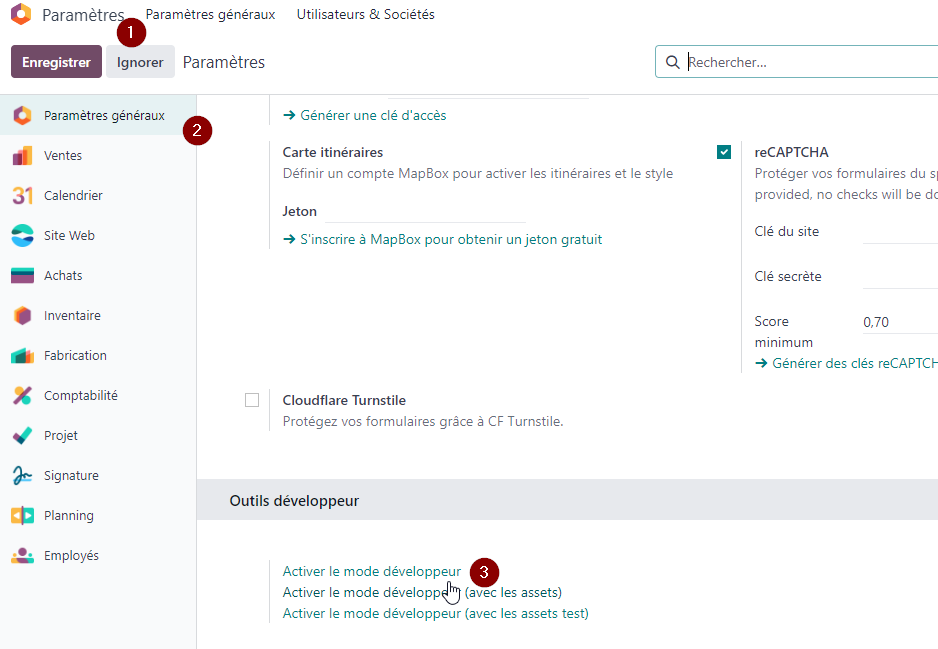 Paramètres Paramètres généraux Utilisateurs & Sociétés
1
Enregistrer Ignorer Paramètres Rechercher...
Paramètres généraux
2
Ventes
31 Calendrier
Site Web
Achats
Inventaire
Fabrication
Comptabilité
Projet
Signature
Planning
Employés
Générer une clé d'accès
Carte itinéraires
Définir un compte MapBox pour activer les itinéraires et le style
Jeton
S'inscrire à MapBox pour obtenir un jeton gratuit
reCAPTCHA
Protéger vos formulaires du sp
provided, no checks will be do
Clé du site
Clé secrète
Score
minimum
0,70
Générer des clés reCAPTCH
Cloudflare Turnstile
Protégez vos formulaires grâce à CF Turnstile.
Outils développeur
Activer le mode développeur 3
Activer le mode développeur (avec les assets)
Activer le mode développeur (avec les assets test)